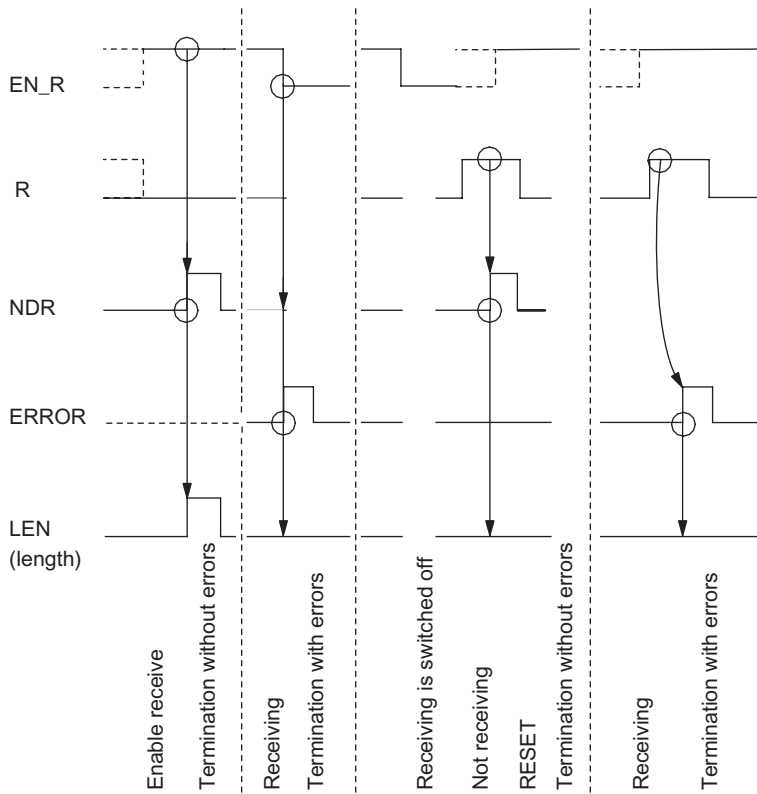 EN_R
R
NDR
ERROR
LEN
(length)
Enable receive
Termination without errors
Receiving
Termination with errors
Receiving is switched off
Not receiving
RESET
Termination without errors
Receiving
Termination with errors